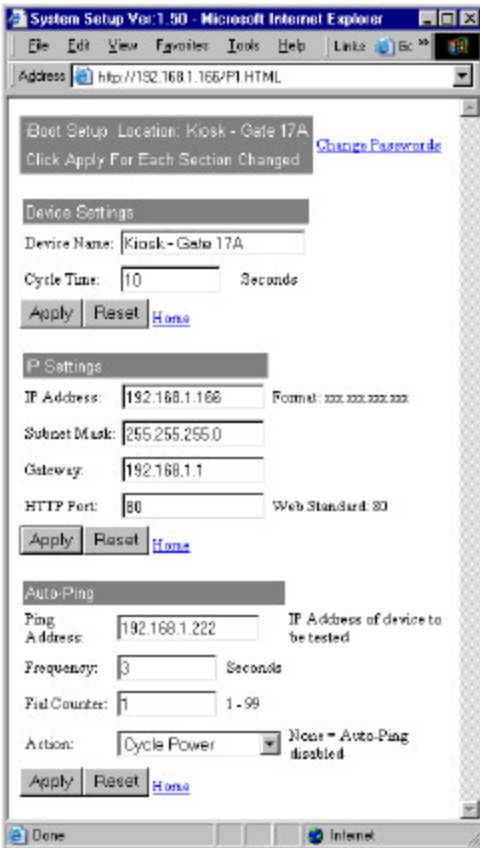 System Setup Ver:1.50 - Microsoft Internet Explorer
File Edit View Favorites Tools Help Links
Address http://192.168.1.166/P1.HTML
iBoot Setup Location: Kiosk - Gate 17A
Click Apply For Each Section Changed
Change Passwords
Device Settings
Device Name: Kiosk - Gate 17A
Cycle Time: 10 Seconds
Apply Reset Home
IP Settings
IP Address: 192.168.1.166 Format: xxx.xxx.xxx.xxx
Subnet Mask: 255.255.255.0
Gateway: 192.168.1.1
HTTP Port: 80 Web Standard: 80
Apply Reset Home
Auto-Ping
Ping Address: 192.168.1.222 IP Address of device to be tested
Frequency: 3 Seconds
Fial Counter: 1 1 - 99
Action: Cycle Power None = Auto-Ping disabled
Apply Reset Home
Done Internet